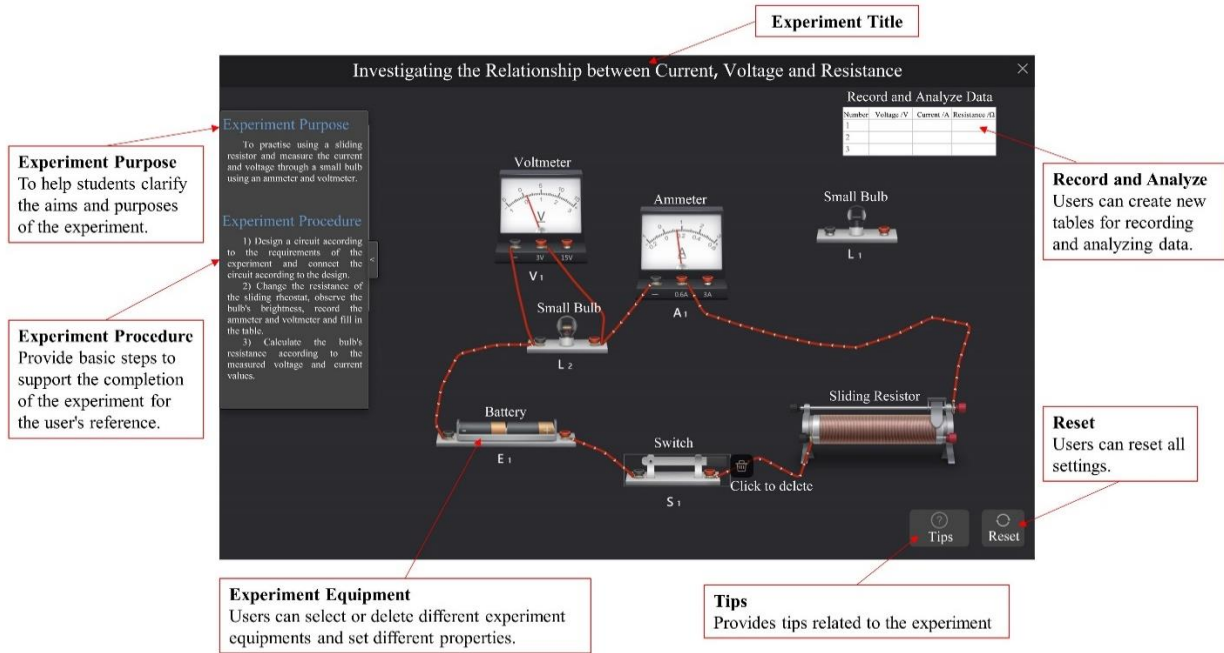 Experiment Title
Investigating the Relationship between Current, Voltage and Resistance
Experiment Purpose
To practise using a sliding
resistor and measure the current
and voltage through a small bulb
using an ammeter and voltmeter.
Experiment Procedure
1) Design a circuit according
to the requirements of the
experiment and connect the
circuit according to the design.
2) Change the resistance of
the sliding rheostat, observe the
bulb's brightness, record the
ammeter and voltmeter and fill in
the table.
3) Calculate the bulb's
resistance according to the
measured voltage and current
values.
<
Record and Analyze Data
Number Voltage /V Current /A Resistance /Ω
1
2
3
Voltmeter
V
— 3V 15V
V 1
Ammeter
A
— 0.6A 3A
A 1
Small Bulb
L 1
Small Bulb
L 2
Battery
E 1
Switch
S 1
Click to delete
Sliding Resistor
Tips
Reset
Experiment Purpose
To help students clarify
the aims and purposes
of the experiment.
Experiment Procedure
Provide basic steps to
support the completion
of the experiment for
the user's reference.
Record and Analyze
Users can create new
tables for recording
and analyzing data.
Reset
Users can reset all
settings.
Experiment Equipment
Users can select or delete different experiment
equipments and set different properties.
Tips
Provides tips related to the experiment